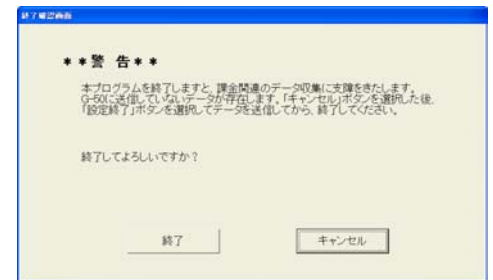 終了確認画面
**警 告**
本プログラムを終了しますと、課金関連のデータ収集に支障をきたします。
G-50に送信していないデータが存在します。「キャンセル」ボタンを選択した後、
「設定終了」ボタンを選択してデータを送信してから、終了してください。
終了してよろしいですか？
終了
キャンセル